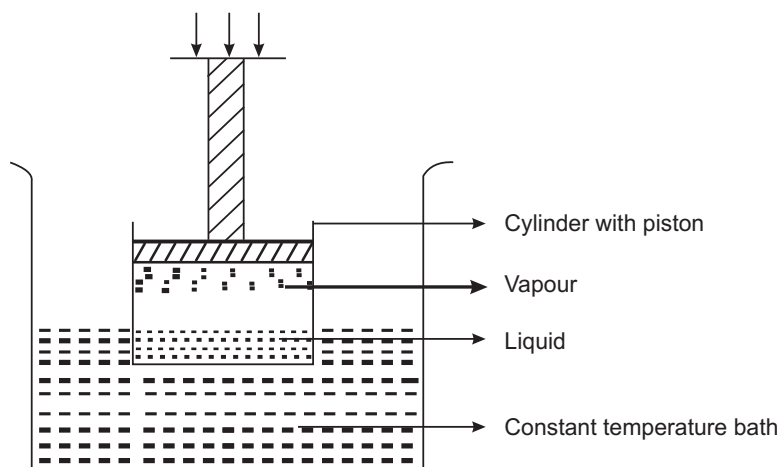 Cylinder with piston
Vapour
Liquid
Constant temperature bath